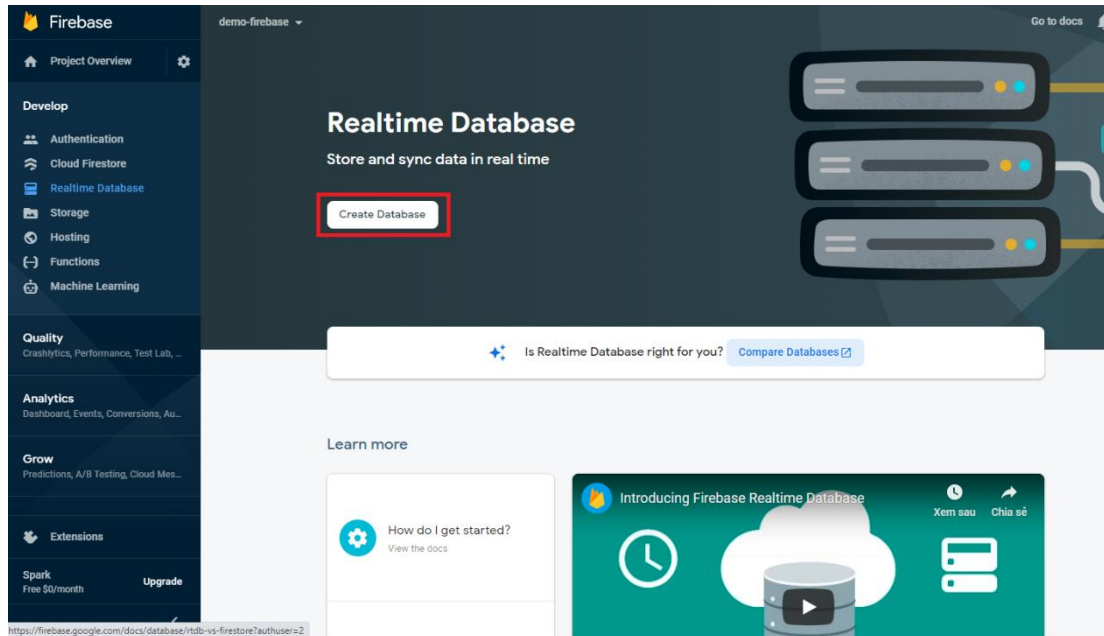 Firebase
demo-firebase
Go to docs
Project Overview
Develop
Authentication
Cloud Firestore
Realtime Database
Storage
Hosting
Functions
Machine Learning
Quality
Crashlytics, Performance, Test Lab, ...
Analytics
Dashboard, Events, Conversions, Au...
Grow
Predictions, A/B Testing, Cloud Mes...
Extensions
Spark
Free $0/month
Upgrade
https://firebase.google.com/docs/database/rtdb-vs-firestore?authuser=2
Realtime Database
Store and sync data in real time
Create Database
Is Realtime Database right for you? Compare Databases
Learn more
How do I get started?
View the docs
Introducing Firebase Realtime Database
Xem sau
Chia sẻ